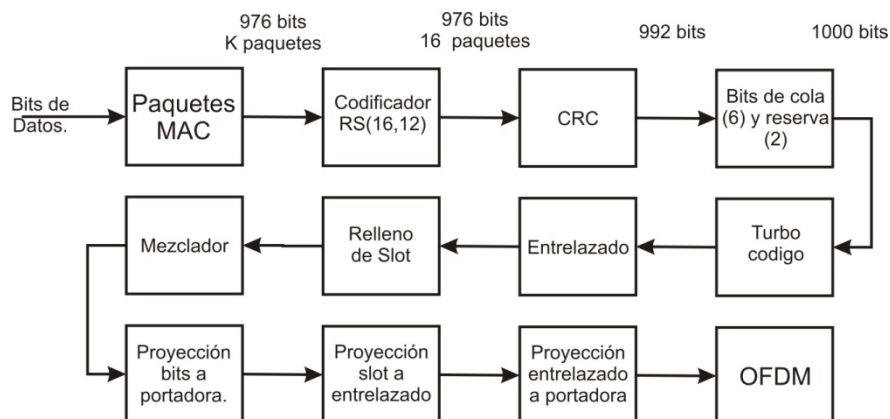 976 bits
K paquetes
976 bits
16 paquetes
992 bits
1000 bits
Bits de
Datos.
Paquetes
MAC
Codificador
RS(16,12)
CRC
Bits de cola
(6) y reserva
(2)
Mezclador
Relleno
de Slot
Entrelazado
Turbo
codigo
Proyección
bits a
portadora.
Proyección
slot a
entrelazado
Proyección
entrelazado
a portadora
OFDM